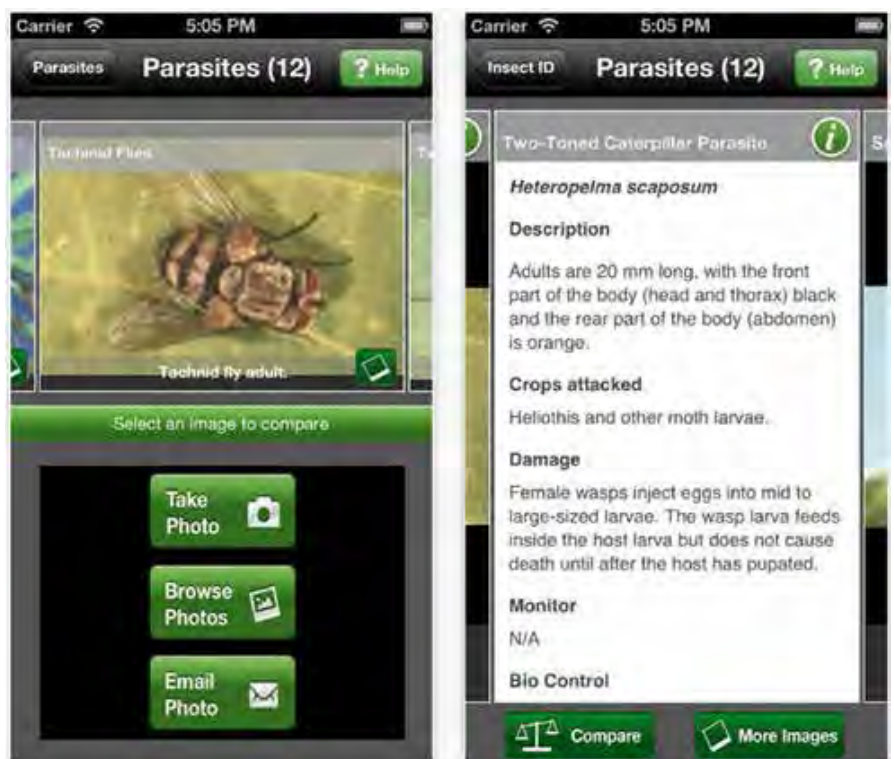 Carrier 5:05 PM
Parasites
Parasites (12)
? Help
Tachinid Flies
Tachnid fly adult.
Select an image to compare
Take
Photo
Browse
Photos
Email
Photo
Carrier 5:05 PM
Insect ID
Parasites (12)
? Help
Two-Toned Caterpillar Parasite
i
Heteropelma scaposum
Description
Adults are 20 mm long, with the front
part of the body (head and thorax) black
and the rear part of the body (abdomen)
is orange.
Crops attacked
Heliothis and other moth larvae.
Damage
Female wasps inject eggs into mid to
large-sized larvae. The wasp larva feeds
inside the host larva but does not cause
death until after the host has pupated.
Monitor
N/A
Bio Control
Compare
More Images